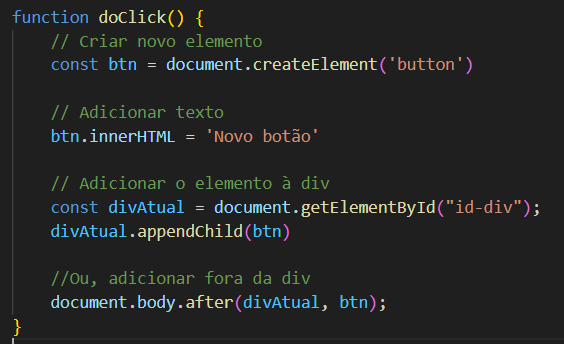 function doClick() {
// Criar novo elemento
const btn = document.createElement('button')
// Adicionar texto
btn.innerHTML = 'Novo botão'
// Adicionar o elemento à div
const divAtual = document.getElementById("id-div");
divAtual.appendChild(btn)
//Ou, adicionar fora da div
document.body.after(divAtual, btn);
}